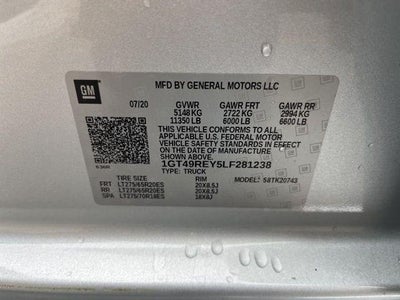 GM
MFD BY GENERAL MOTORS LLC
07/20 GVWR GAWR FRT GAWR RR
5148 KG 2722 KG 2994 KG
11350 LB 6000 LB 6600 LB
THIS VEHICLE CONFORMS TO ALL
APPLICABLE U.S. FEDERAL MOTOR
VEHICLE SAFETY STANDARDS IN EFFECT
ON THE DATE OF MANUFACTURE SHOWN ABOVE.
1GT49REY5LF281238
TYPE: TRUCK
TIRE SIZE RIM MODEL: 58TK20743
FRT LT275/65R20ES 20X8.5J
RR LT275/65R20ES 20X8.5J
SPA LT275/70R18ES 18X8J